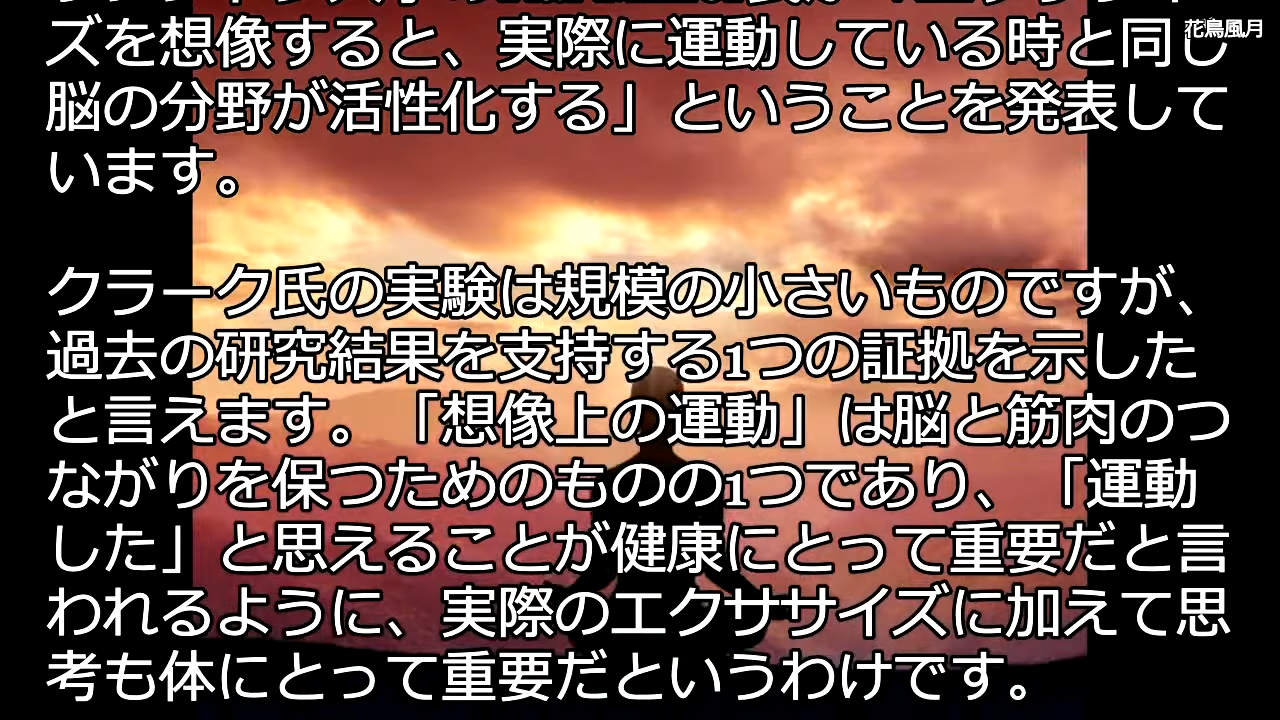 ズを想像すると、実際に運動している時と同じ
脳の分野が活性化する」ということを発表して
います。
クラーク氏の実験は規模の小さいものですが、
過去の研究結果を支持する1つの証拠を示した
と言えます。「想像上の運動」は脳と筋肉のつ
ながりを保つためのものの1つであり、「運動
した」と思えることが健康にとって重要だと言
われるように、実際のエクササイズに加えて思
考も体にとって重要だというわけです。
花鳥風月